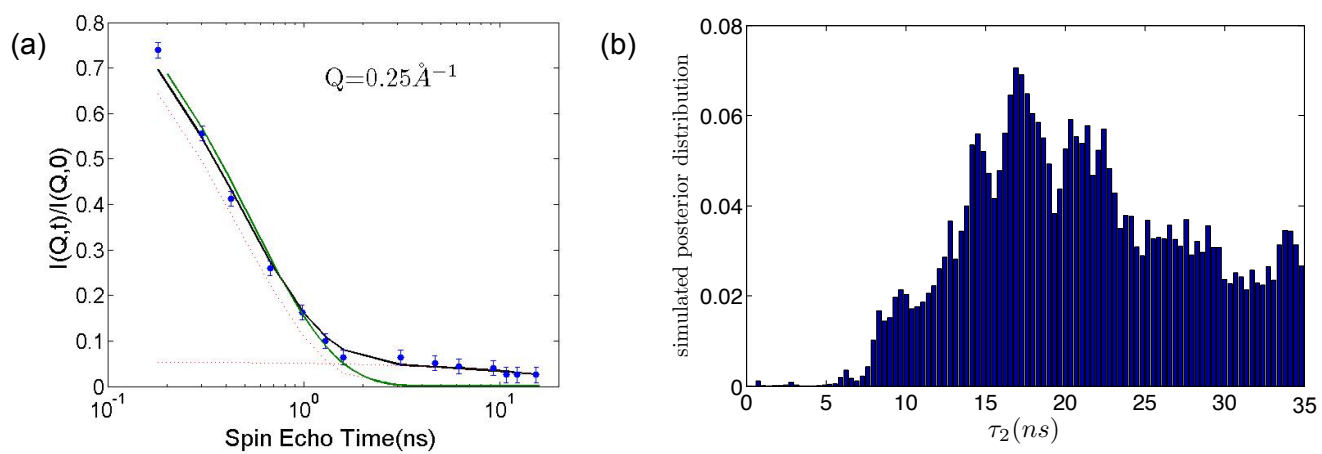 (a)
I(Q,t)/I(Q,0)
0.8
0.7
0.6
0.5
0.4
0.3
0.2
0.1
0
Q=0.25Å⁻¹
10⁻¹ 10⁰ 10¹
Spin Echo Time(ns)
(b)
simulated posterior distribution
0.08
0.06
0.04
0.02
0
0 5 10 15 20 25 30 35
τ₂(ns)